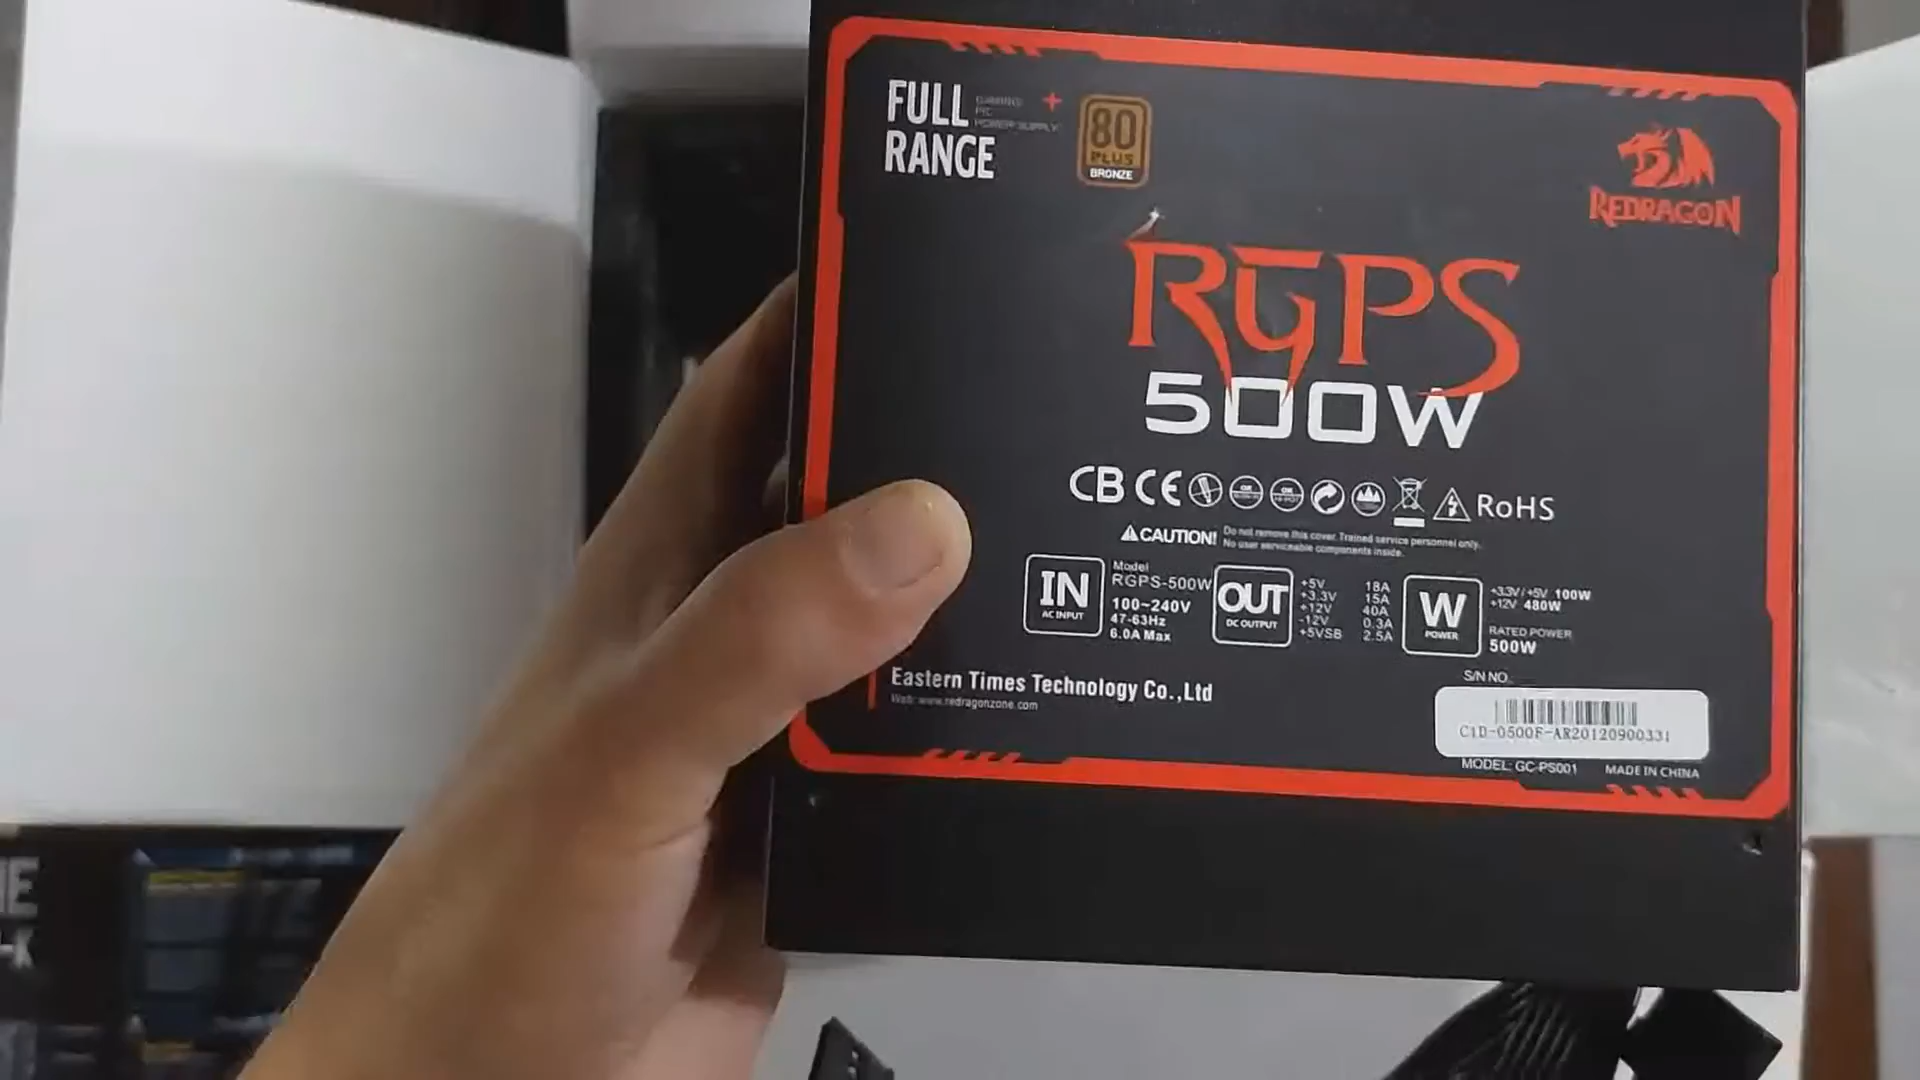 FULL
RANGE
GAMING
PC
POWER SUPPLY
80
PLUS
BRONZE
REDRAGON
RGPS
500W
CB CE RoHS
CAUTION! Do not remove this cover. Trained service personnel only.
No user serviceable components inside.
IN
AC INPUT
Model
RGPS-500W
100~240V
47-63Hz
6.0A Max
OUT
DC OUTPUT
+5V 18A
+3.3V 15A
+12V 40A
-12V 0.3A
+5VSB 2.5A
W
POWER
+3.3V / +5V 100W
+12V 480W
RATED POWER
500W
Eastern Times Technology Co.,Ltd
Web: www.redragonzone.com
S/N NO.
C1D-0500F-AR20120900331
MODEL: GC-PS001 MADE IN CHINA